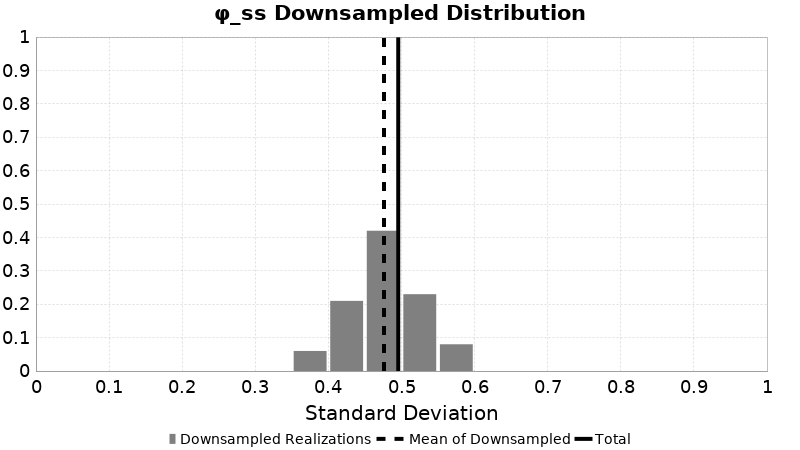 φ_ss Downsampled Distribution
1
0.9
0.8
0.7
0.6
0.5
0.4
0.3
0.2
0.1
0
0 0.1 0.2 0.3 0.4 0.5 0.6 0.7 0.8 0.9 1
Standard Deviation
Downsampled Realizations Mean of Downsampled Total